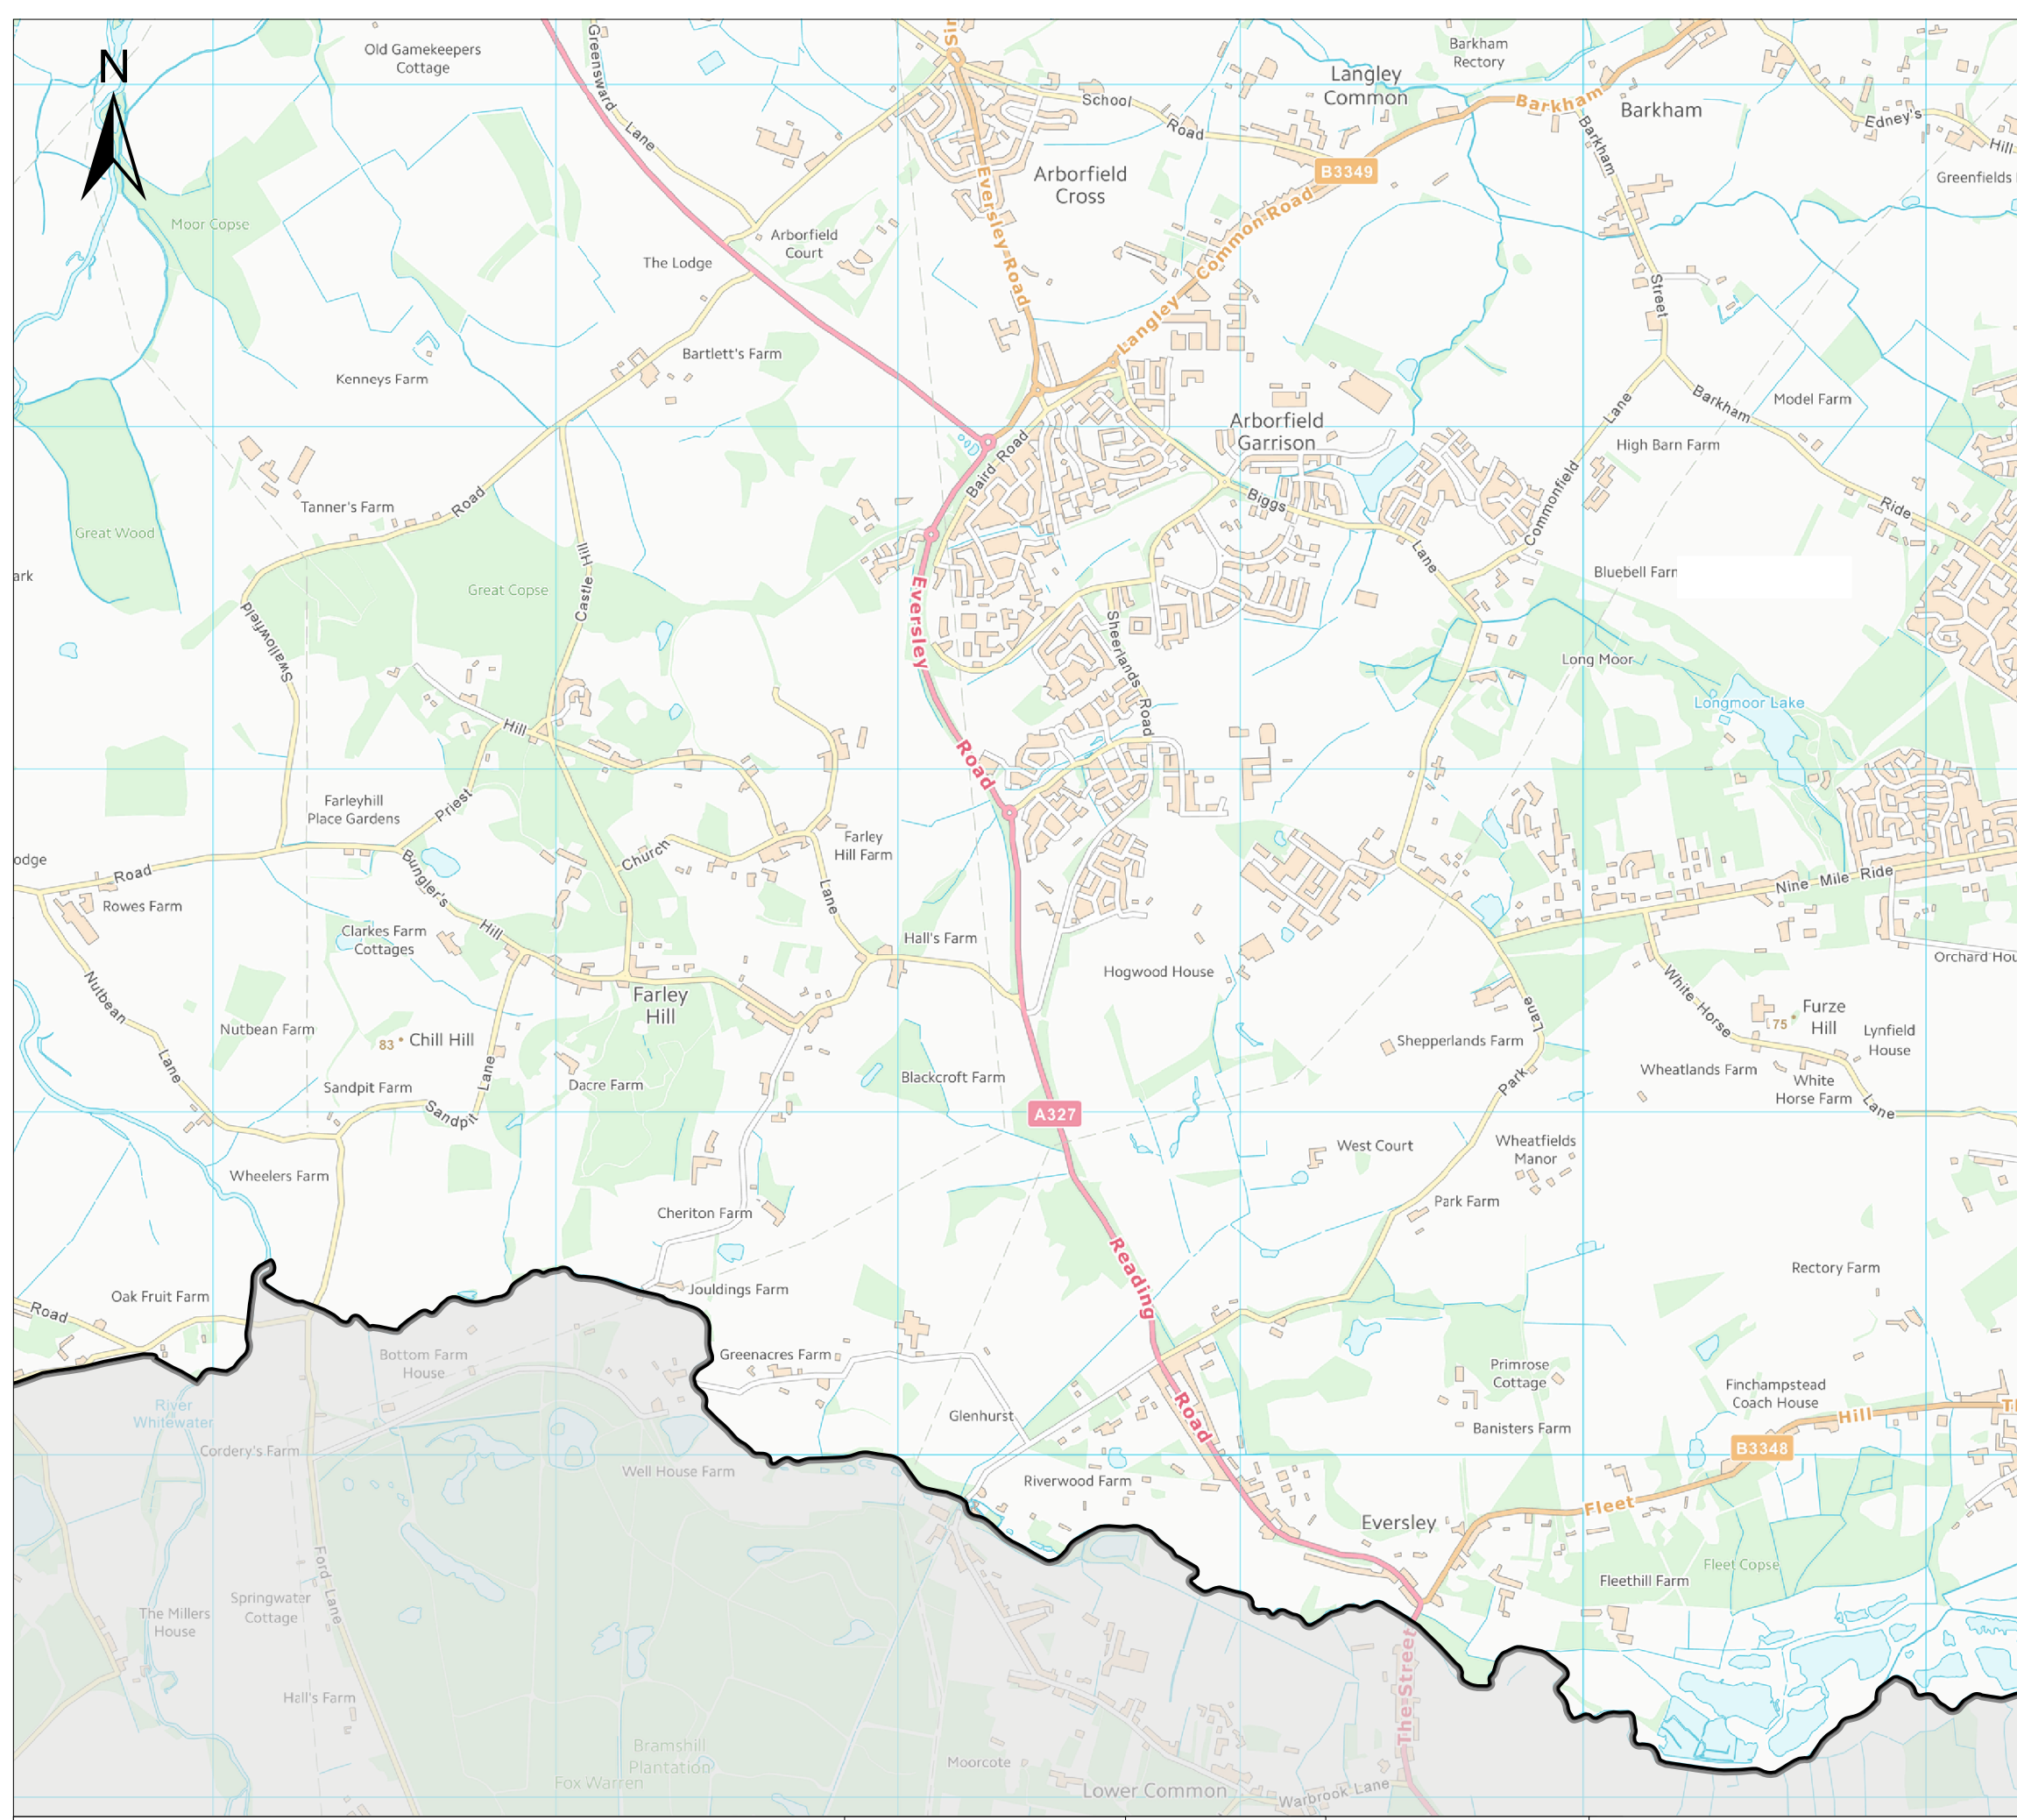 N
Old Gamekeepers
Cottage
Greensward
Lane
School
Road
Langley
Common
Barkham
Rectory
Barkham
Barkham
Edney's
Hill
Greenfields
B3349
Arborfield
Cross
Eversley Road
Langley Common Road
Barkham
Street
Moor Copse
Arborfield
Court
The Lodge
Bartlett's Farm
Kenneys Farm
Barkham
Ride
Model Farm
High Barn Farm
Commonfield
Lane
Arborfield
Garrison
Baird Road
Biggs
Lane
Tanner's Farm
Road
Great Wood
ark
Great Copse
Castle Hill
Swallowfield
Eversley
Road
Sheerlands
Road
Bluebell Farm
Long Moor
Longmoor Lake
Hill
Priest
Farleyhill
Place Gardens
Church
Lane
Farley
Hill Farm
odge
Road
Rowes Farm
Bungler's
Hill
Clarkes Farm
Cottages
Hall's Farm
Hogwood House
Nine Mile Ride
Orchard Hou
Nutbean
Lane
Nutbean Farm
83
Chill Hill
Farley
Hill
White Horse
Lane
Furze
Hill
75
Lynfield
House
Lane
Park
Shepperlands Farm
Wheatlands Farm
White
Horse Farm
Sandpit Farm
Sandpit
Lane
Dacre Farm
Blackcroft Farm
A327
West Court
Wheatfields
Manor
Park Farm
Wheelers Farm
Cheriton Farm
Reading
Road
Rectory Farm
Oak Fruit Farm
Road
Jouldings Farm
Bottom Farm
House
Greenacres Farm
Primrose
Cottage
Finchampstead
Coach House
River
Whitewater
Glenhurst
Banisters Farm
Hill
B3348
Cordery's Farm
Well House Farm
Riverwood Farm
Fleet
Eversley
Ford Lane
Fleet Copse
Fleethill Farm
Springwater
Cottage
The Millers
House
The Street
Hall's Farm
Bramshill
Plantation
Fox Warren
Moorcote
Lower Common
Warbrook Lane